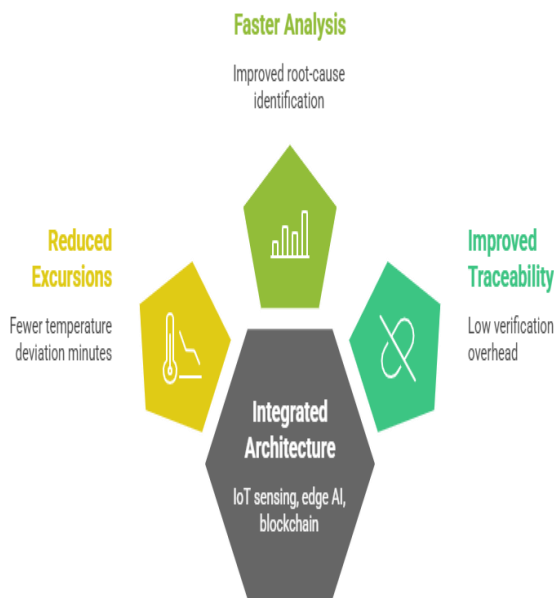 Faster Analysis
Improved root-cause
identification
Reduced
Excursions
Fewer temperature
deviation minutes
Improved
Traceability
Low verification
overhead
Integrated
Architecture
IoT sensing, edge AI,
blockchain